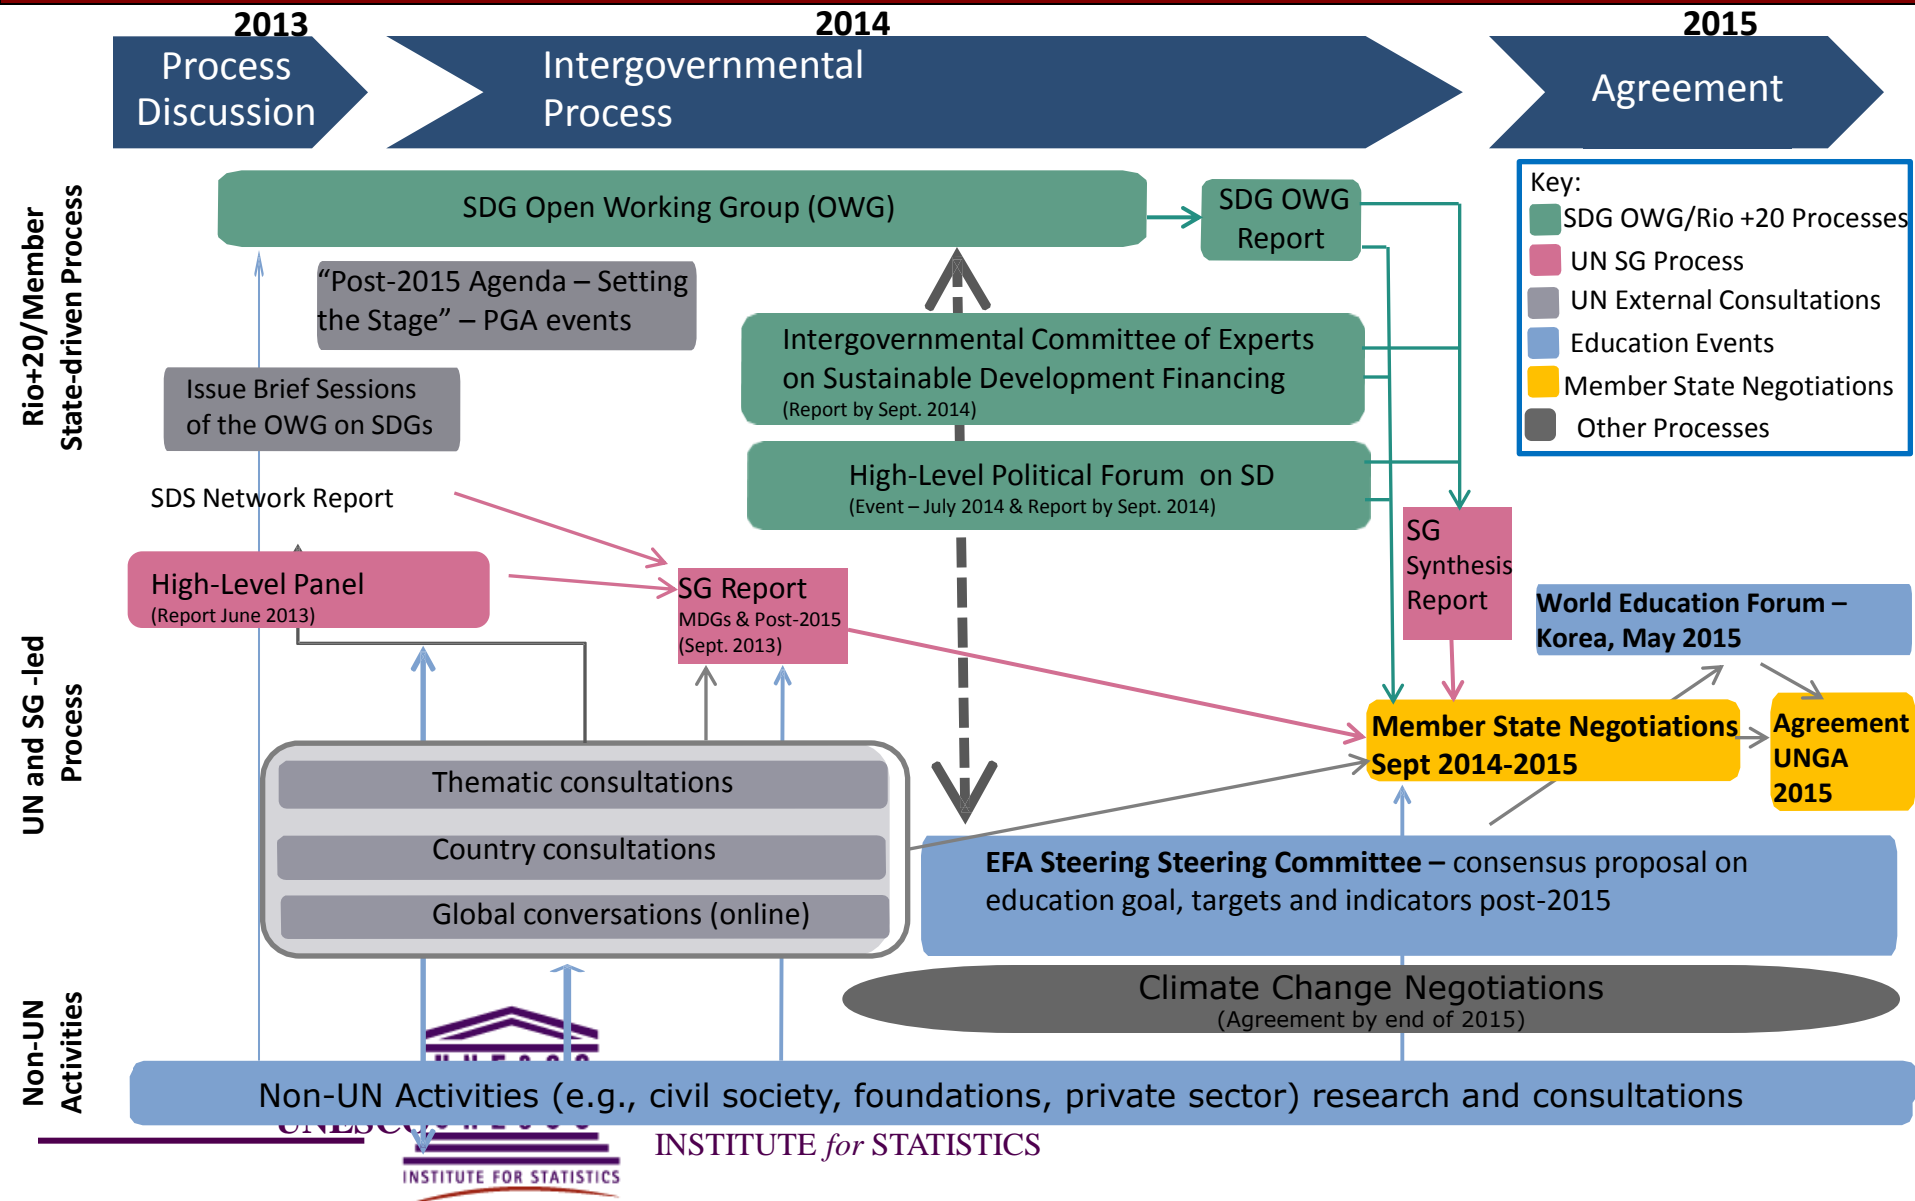 2013
2014
2015
Process
Discussion
Intergovernmental
Process
Agreement
Rio+20/Member
State-driven Process
SDG Open Working Group (OWG)
SDG OWG
Report
Key:
SDG OWG/Rio +20 Processes
UN SG Process
UN External Consultations
Education Events
Member State Negotiations
Other Processes
“Post-2015 Agenda – Setting
the Stage” – PGA events
Intergovernmental Committee of Experts
on Sustainable Development Financing
(Report by Sept. 2014)
Issue Brief Sessions
of the OWG on SDGs
High-Level Political Forum on SD
(Event – July 2014 & Report by Sept. 2014)
SDS Network Report
UN and SG -led
Process
High-Level Panel
(Report June 2013)
SG Report
MDGs & Post-2015
(Sept. 2013)
SG
Synthesis
Report
World Education Forum –
Korea, May 2015
Member State Negotiations
Sept 2014-2015
Agreement
UNGA
2015
Thematic consultations
Country consultations
Global conversations (online)
EFA Steering Steering Committee – consensus proposal on
education goal, targets and indicators post-2015
Climate Change Negotiations
(Agreement by end of 2015)
Non-UN
Activities
Non-UN Activities (e.g., civil society, foundations, private sector) research and consultations
UNESCO
INSTITUTE for STATISTICS
INSTITUTE FOR STATISTICS